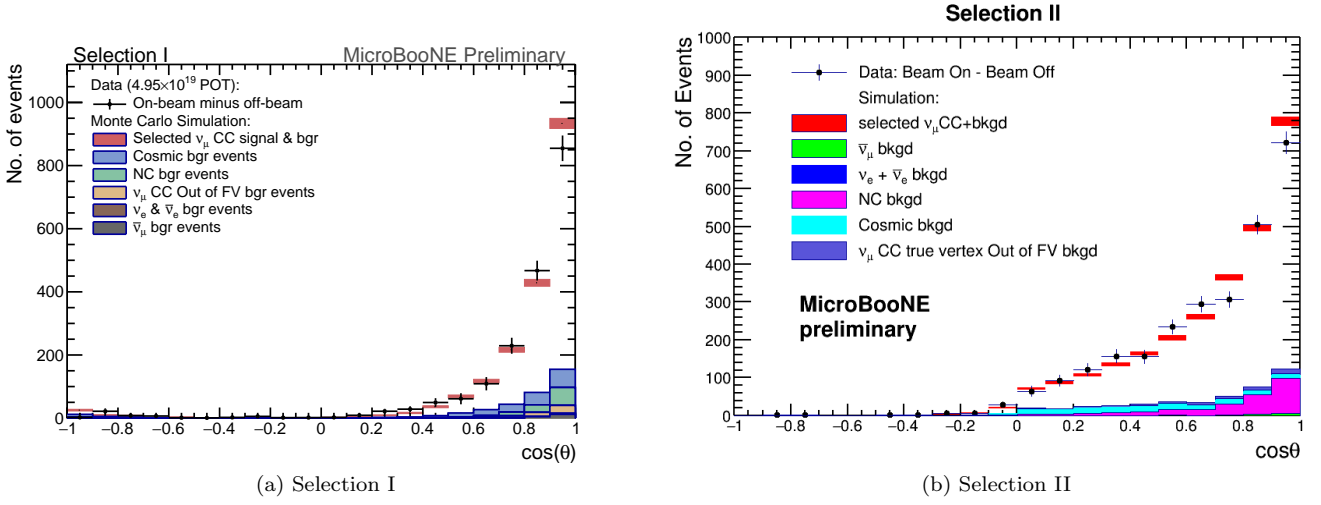 Selection I
MicroBooNE Preliminary
No. of events
Data (4.95×10¹⁹ POT):
On-beam minus off-beam
Monte Carlo Simulation:
Selected νμ CC signal & bgr
Cosmic bgr events
NC bgr events
νμ CC Out of FV bgr events
νe & ν̅e bgr events
ν̅μ bgr events
1000
800
600
400
200
0
−1 −0.8 −0.6 −0.4 −0.2 0 0.2 0.4 0.6 0.8 1
cos(θ)
(a) Selection I
Selection II
No. of Events
Data: Beam On - Beam Off
Simulation:
selected νμCC+bkgd
ν̅μ bkgd
νe + ν̅e bkgd
NC bkgd
Cosmic bkgd
νμ CC true vertex Out of FV bkgd
MicroBooNE
preliminary
1000
900
800
700
600
500
400
300
200
100
0
−1 −0.8 −0.6 −0.4 −0.2 0 0.2 0.4 0.6 0.8 1
cosθ
(b) Selection II